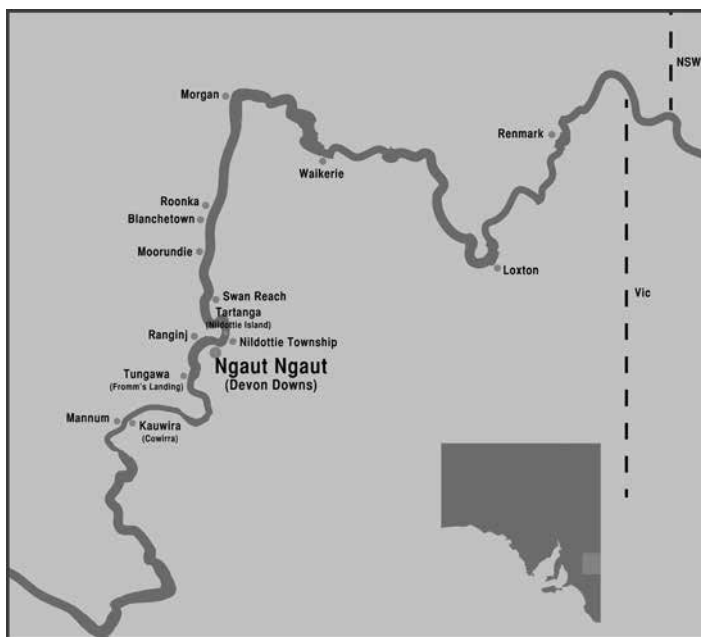 NSW
Morgan
Renmark
Waikerie
Roonka
Blanchetown
Moorundie
Loxton
Vic
Swan Reach
Tartanga
(Nildottie Island)
Ranginj
Nildottie Township
Ngaut Ngaut
(Devon Downs)
Tungawa
(Fromm's Landing)
Mannum
Kauwira
(Cowirra)